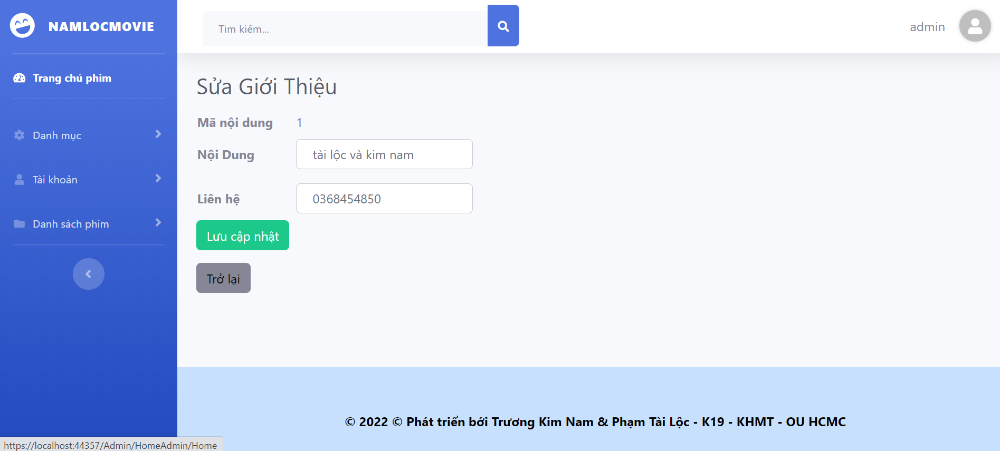 NAMLOCMOVIE
Tìm kiếm...
admin
Trang chủ phim
Danh mục
Tài khoản
Danh sách phim
Sửa Giới Thiệu
Mã nội dung 1
Nội Dung tài lộc và kim nam
Liên hệ 0368454850
Lưu cập nhật
Trở lại
© 2022 © Phát triển bới Trương Kim Nam & Phạm Tài Lộc - K19 - KHMT - OU HCMC
https://localhost:44357/Admin/HomeAdmin/Home